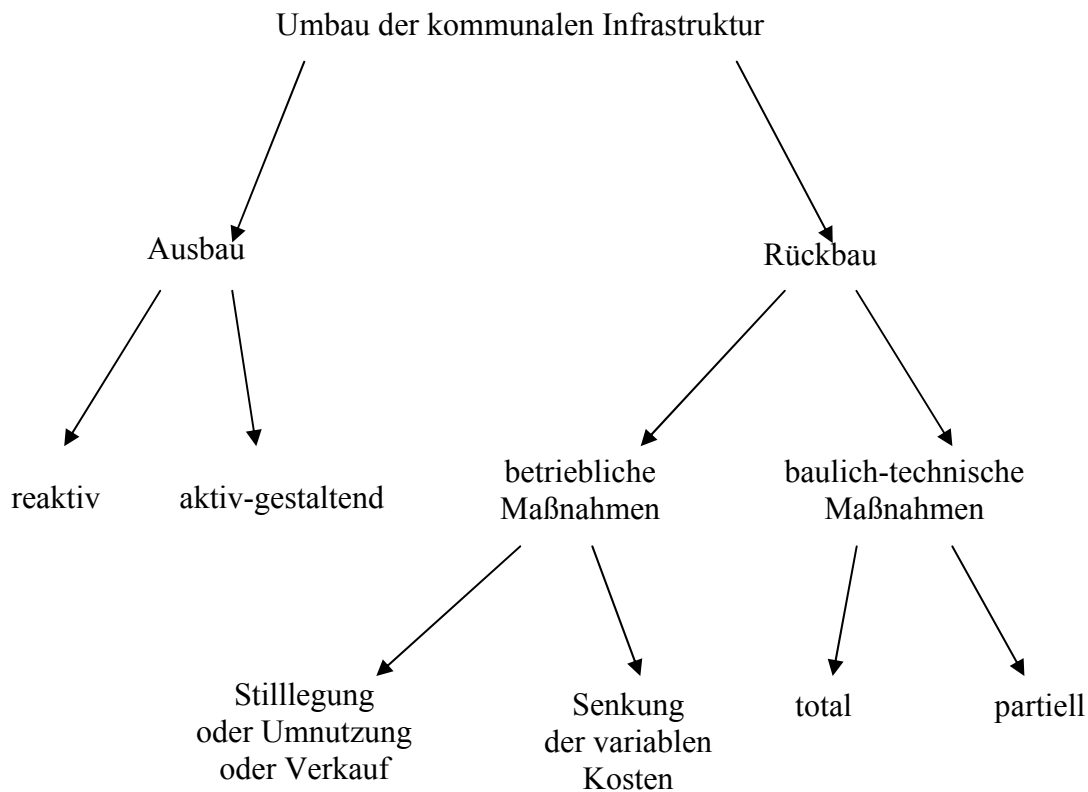 Umbau der kommunalen Infrastruktur
Ausbau
Rückbau
reaktiv
aktiv-gestaltend
betriebliche
Maßnahmen
baulich-technische
Maßnahmen
Stilllegung
oder Umnutzung
oder Verkauf
Senkung
der variablen
Kosten
total
partiell